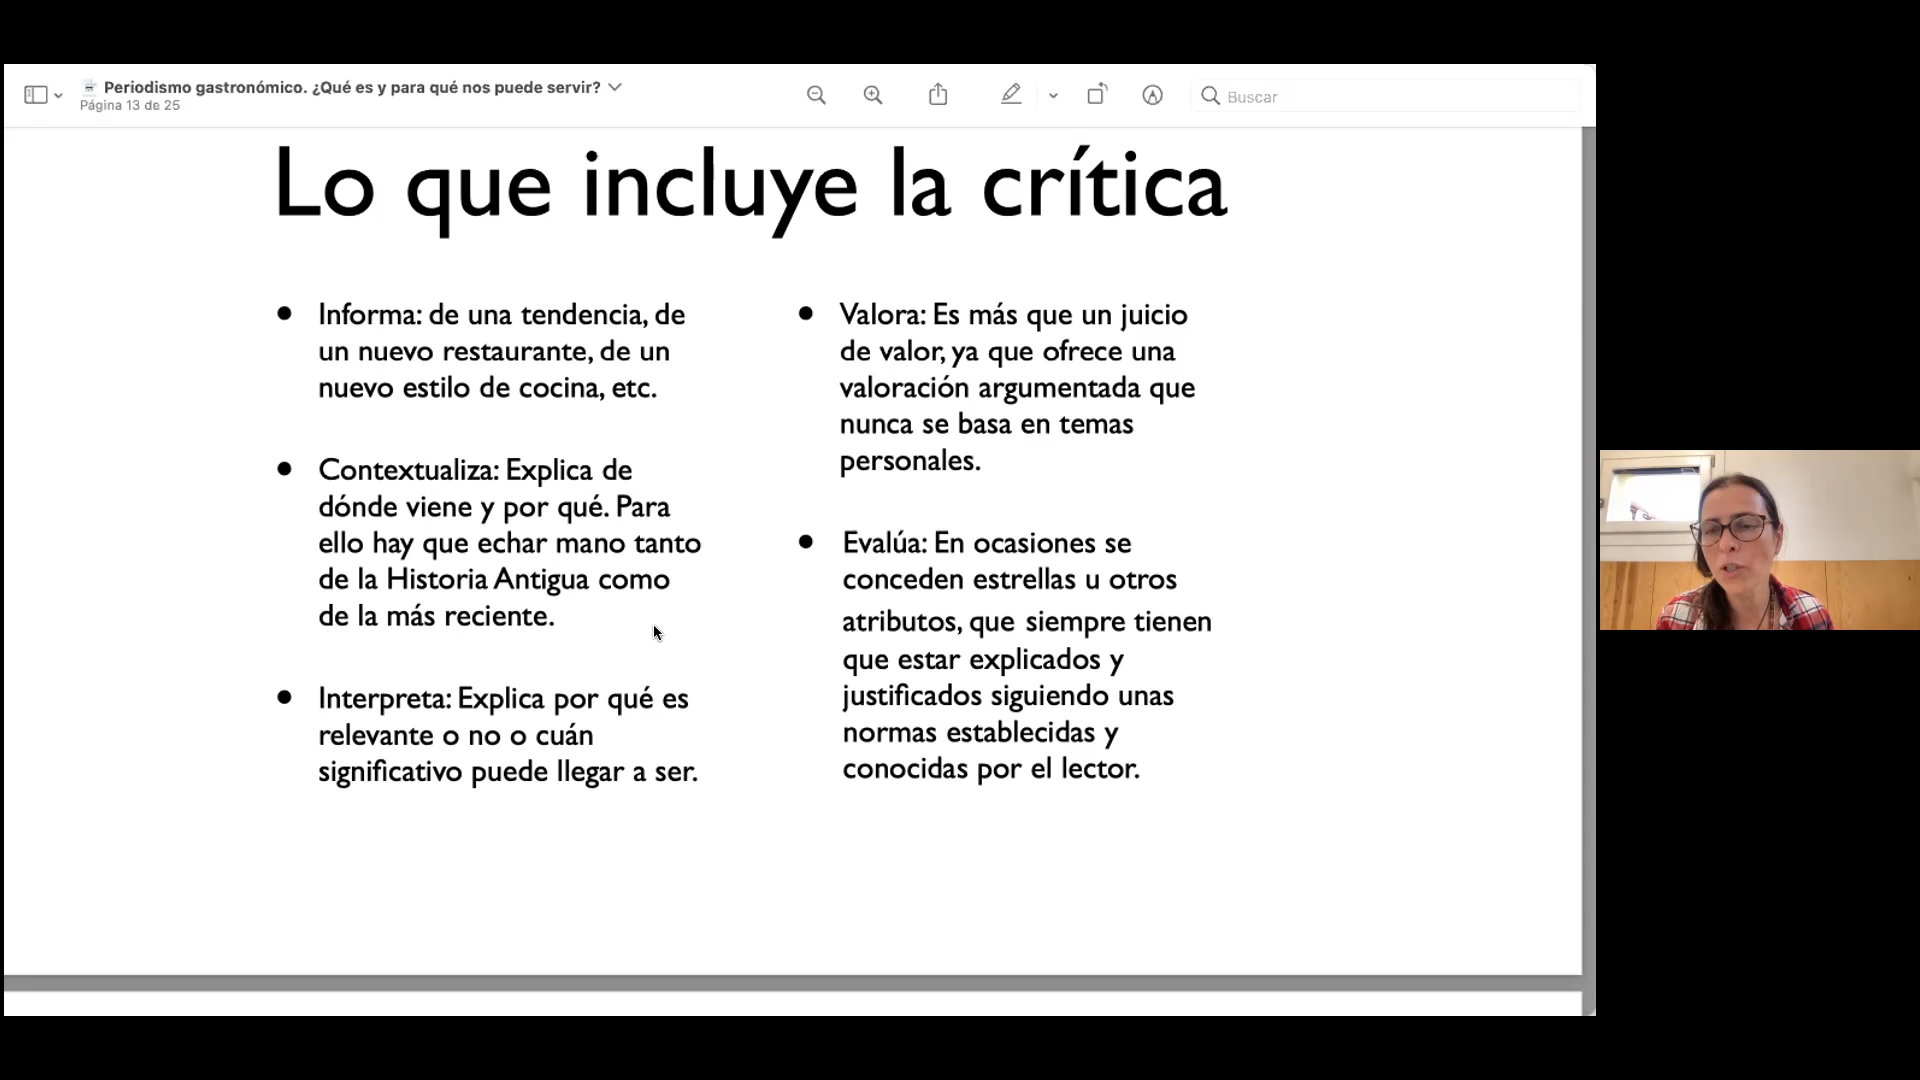 Periodismo gastronómico. ¿Qué es y para qué nos puede servir?
Página 13 de 25
Buscar
Lo que incluye la crítica
• Informa: de una tendencia, de
un nuevo restaurante, de un
nuevo estilo de cocina, etc.
• Contextualiza: Explica de
dónde viene y por qué. Para
ello hay que echar mano tanto
de la Historia Antigua como
de la más reciente.
• Interpreta: Explica por qué es
relevante o no o cuán
significativo puede llegar a ser.
• Valora: Es más que un juicio
de valor, ya que ofrece una
valoración argumentada que
nunca se basa en temas
personales.
• Evalúa: En ocasiones se
conceden estrellas u otros
atributos, que siempre tienen
que estar explicados y
justificados siguiendo unas
normas establecidas y
conocidas por el lector.